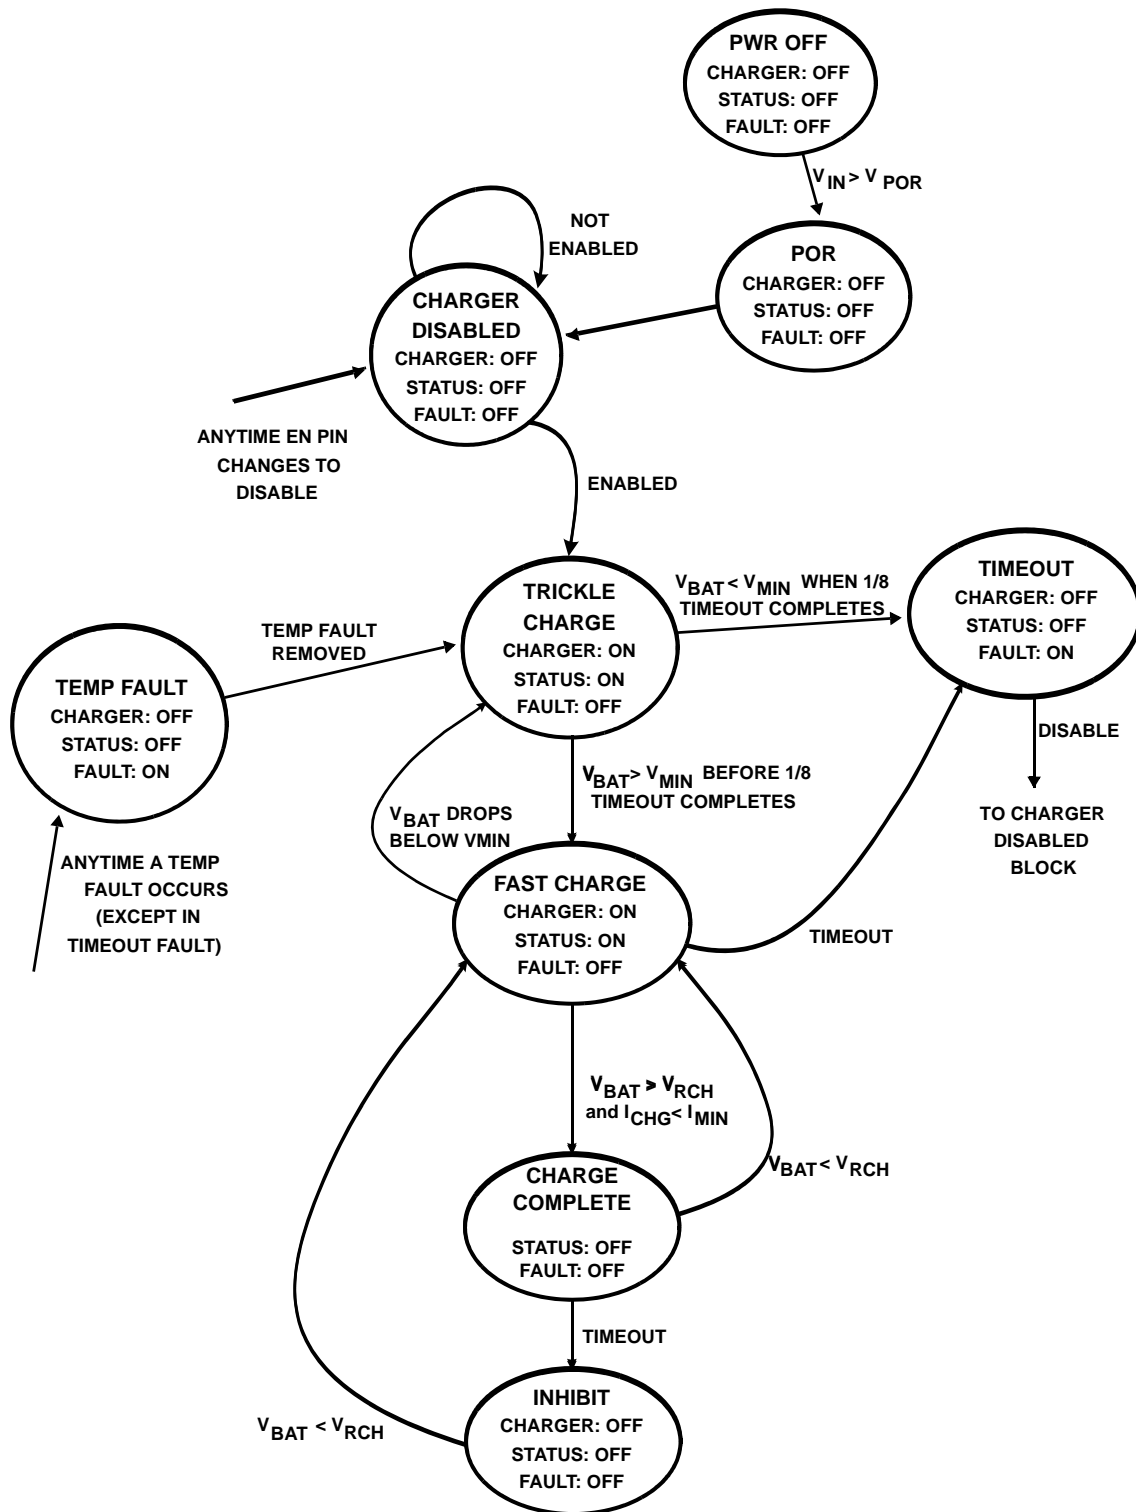 PWR OFF
CHARGER: OFF
STATUS: OFF
FAULT: OFF
VIN> V POR
POR
CHARGER: OFF
STATUS: OFF
FAULT: OFF
NOT
ENABLED
CHARGER
DISABLED
CHARGER: OFF
STATUS: OFF
FAULT: OFF
ANYTIME EN PIN
CHANGES TO
DISABLE
ENABLED
TRICKLE
CHARGE
CHARGER: ON
STATUS: ON
FAULT: OFF
VBAT< VMIN WHEN 1/8
TIMEOUT COMPLETES
TIMEOUT
CHARGER: OFF
STATUS: OFF
FAULT: ON
DISABLE
TO CHARGER
DISABLED
BLOCK
TEMP FAULT
REMOVED
TEMP FAULT
CHARGER: OFF
STATUS: OFF
FAULT: ON
ANYTIME A TEMP
FAULT OCCURS
(EXCEPT IN
TIMEOUT FAULT)
VBAT DROPS
BELOW VMIN
VBAT> VMIN BEFORE 1/8
TIMEOUT COMPLETES
FAST CHARGE
CHARGER: ON
STATUS: ON
FAULT: OFF
TIMEOUT
VBAT > VRCH
and ICHG< IMIN
VBAT< VRCH
CHARGE
COMPLETE
STATUS: OFF
FAULT: OFF
TIMEOUT
INHIBIT
CHARGER: OFF
STATUS: OFF
FAULT: OFF
VBAT < VRCH